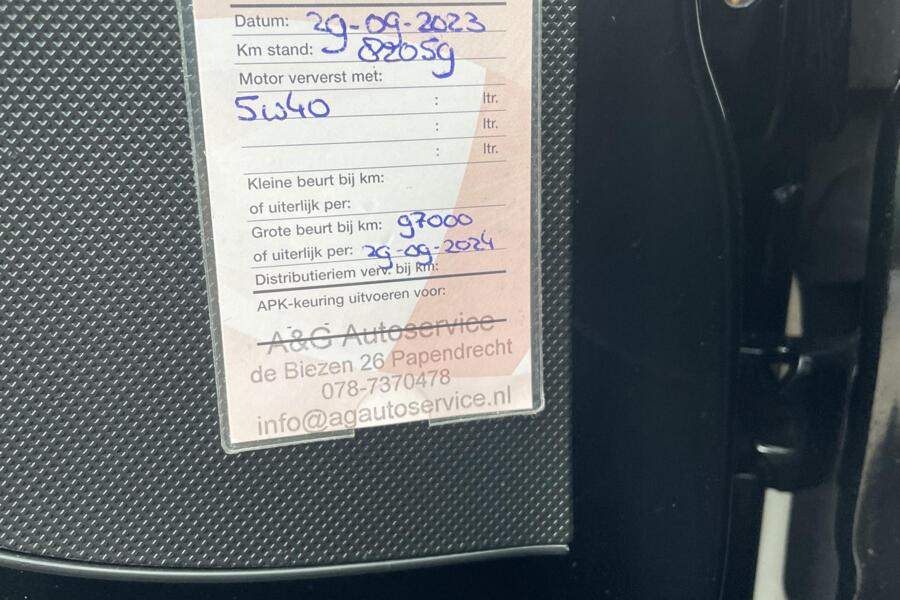 Datum: 29-09-2023
Km stand: 82059
Motor ververst met:
5w40 : ltr.
: ltr.
: ltr.
Kleine beurt bij km:
of uiterlijk per:
Grote beurt bij km: 97000
of uiterlijk per: 29-09-2024
Distributieriem verv. bij km:
APK-keuring uitvoeren voor:
A&G Autoservice
de Biezen 26 Papendrecht
078-7370478
info@agautoservice.nl